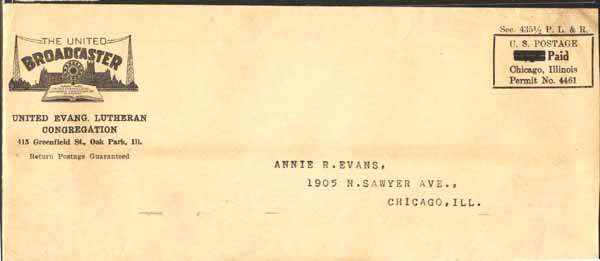 THE UNITED
BROADCASTER
UNITED EVANG. LUTHERAN
CONGREGATION
415 Greenfield St., Oak Park, Ill.
Return Postage Guaranteed
Sec. 435½ P. L. & R.
U. S. POSTAGE
Paid
Chicago, Illinois
Permit No. 4461
ANNIE R.EVANS,
1905 N.SAWYER AVE.,
CHICAGO,ILL.